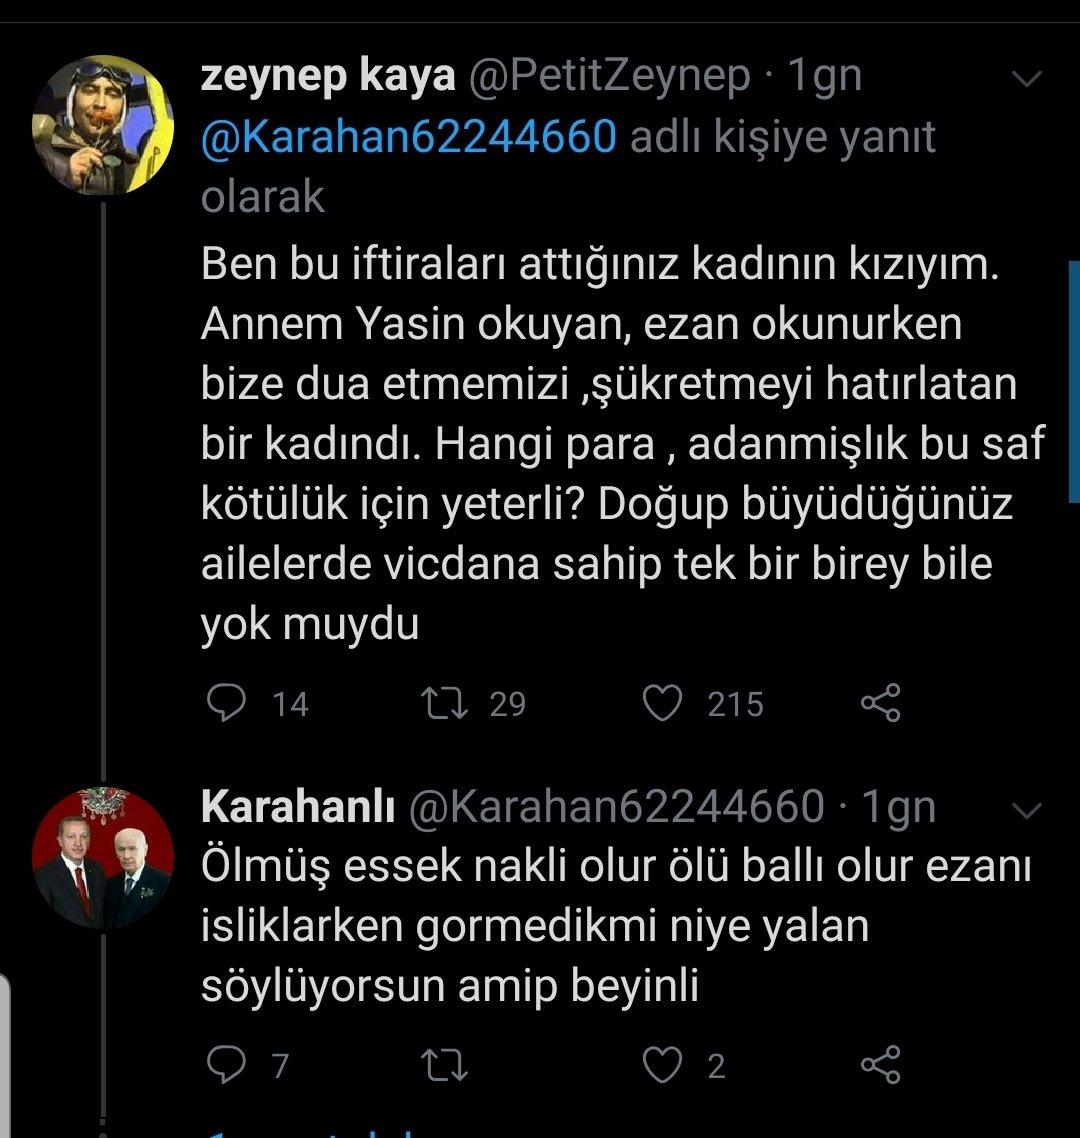 zeynep kaya @PetitZeynep · 1gn
@Karahan62244660 adlı kişiye yanıt
olarak
Ben bu iftiraları attığınız kadının kızıyım.
Annem Yasin okuyan, ezan okunurken
bize dua etmemizi ,şükretmeyi hatırlatan
bir kadındı. Hangi para , adanmişlık bu saf
kötülük için yeterli? Doğup büyüdüğünüz
ailelerde vicdana sahip tek bir birey bile
yok muydu
14 29 215
Karahanlı @Karahan62244660 · 1gn
Ölmüş essek nakli olur ölü ballı olur ezanı
isliklarken gormedikmi niye yalan
söylüyorsun amip beyinli
7 2